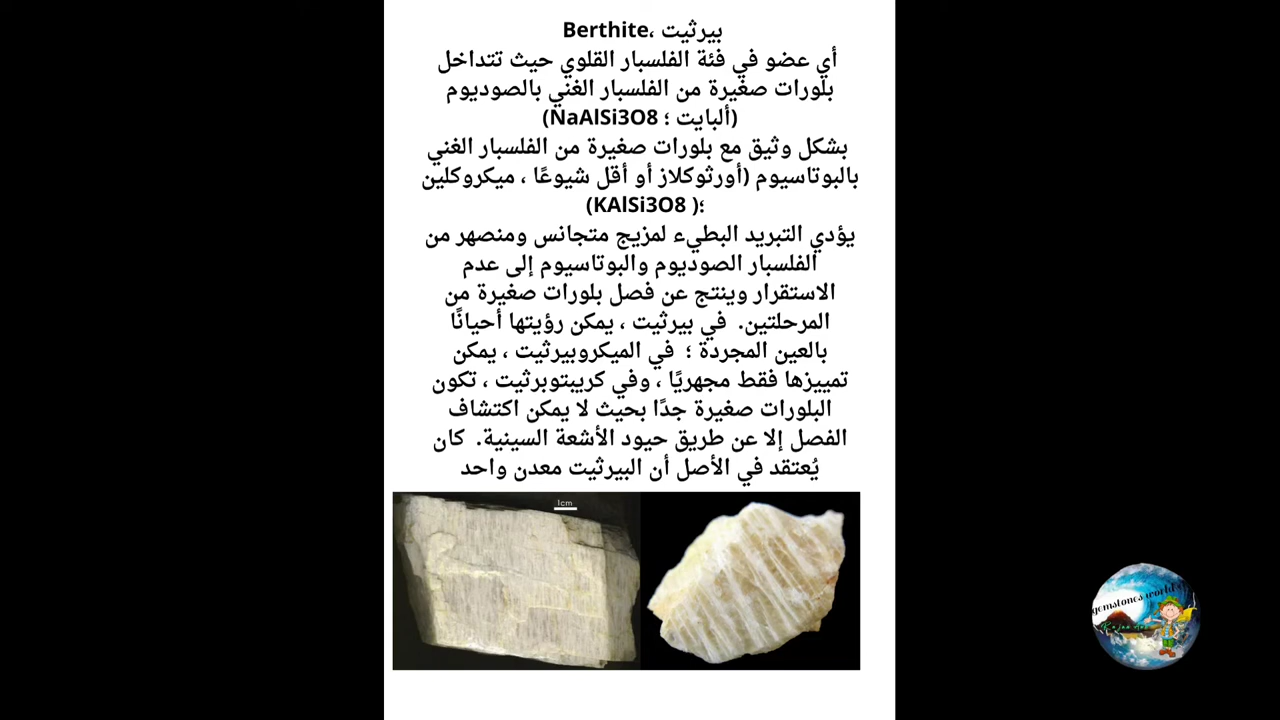 بيرثيت ،Berthite
أي عضو في فئة الفلسبار القلوي حيث تتداخل
بلورات صغيرة من الفلسبار الغني بالصوديوم
(ألبايت ؛ NaAlSi3O8)
بشكل وثيق مع بلورات صغيرة من الفلسبار الغني
بالبوتاسيوم (أورثوكلاز أو أقل شيوعًا ، ميكروكلين
؛( KAlSi3O8)
يؤدي التبريد البطيء لمزيج متجانس ومنصهر من
الفلسبار الصوديوم والبوتاسيوم إلى عدم
الاستقرار وينتج عن فصل بلورات صغيرة من
المرحلتين. في بيرثيت ، يمكن رؤيتها أحيانًا
بالعين المجردة ؛ في الميكروبيرثيت ، يمكن
تمييزها فقط مجهريًا ، وفي كريبتوبرثيت ، تكون
البلورات صغيرة جدًا بحيث لا يمكن اكتشاف
الفصل إلا عن طريق حيود الأشعة السينية. كان
يُعتقد في الأصل أن البيرثيت معدن واحد
1cm
gemstones world